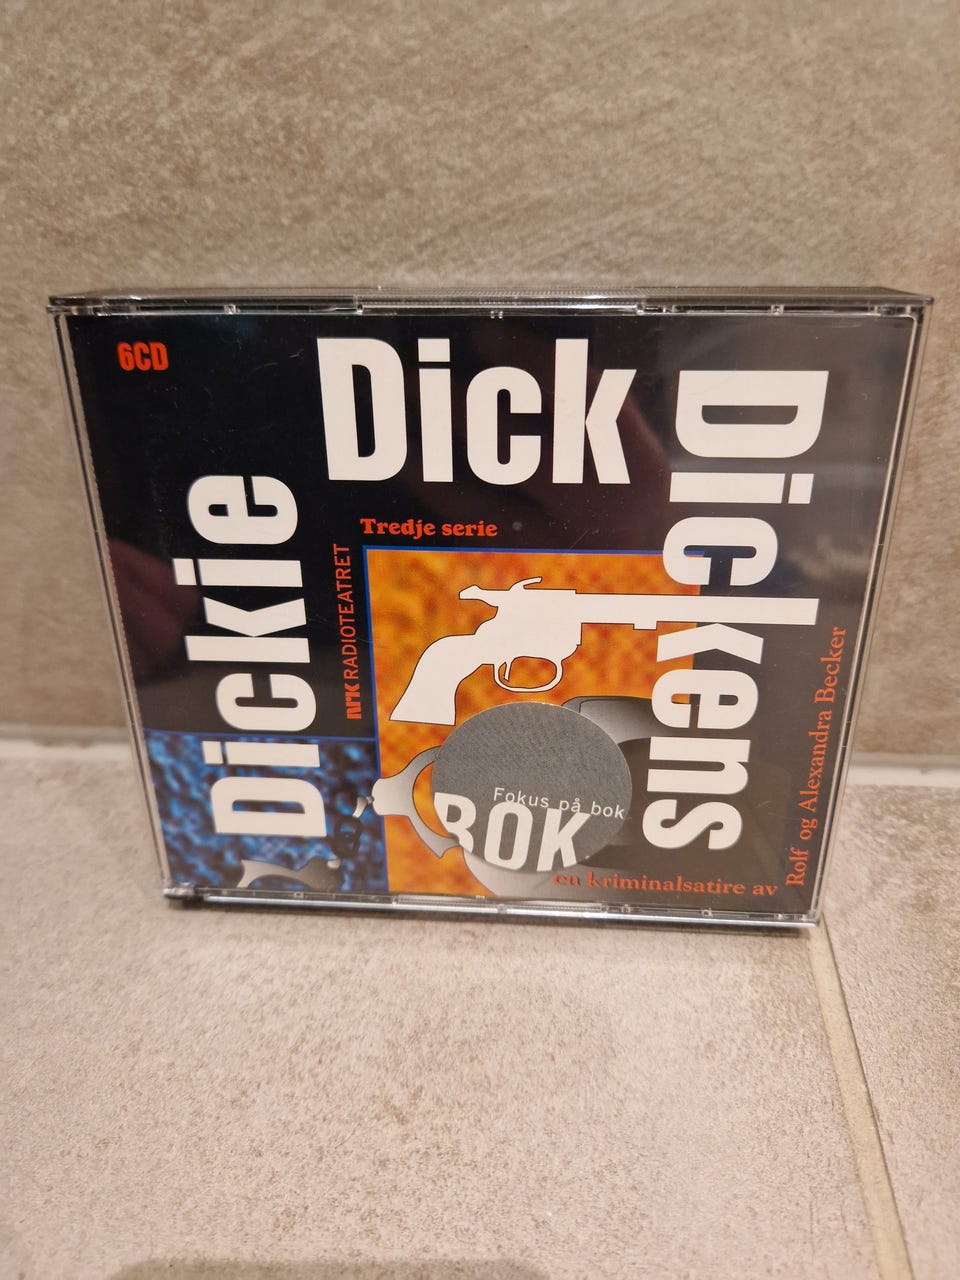 6CD
Dickie
Dick
Dickens
Tredje serie
NRK RADIOTEATRET
Fokus på bok
BOK
en kriminalsatire av
Rolf og Alexandra Becker